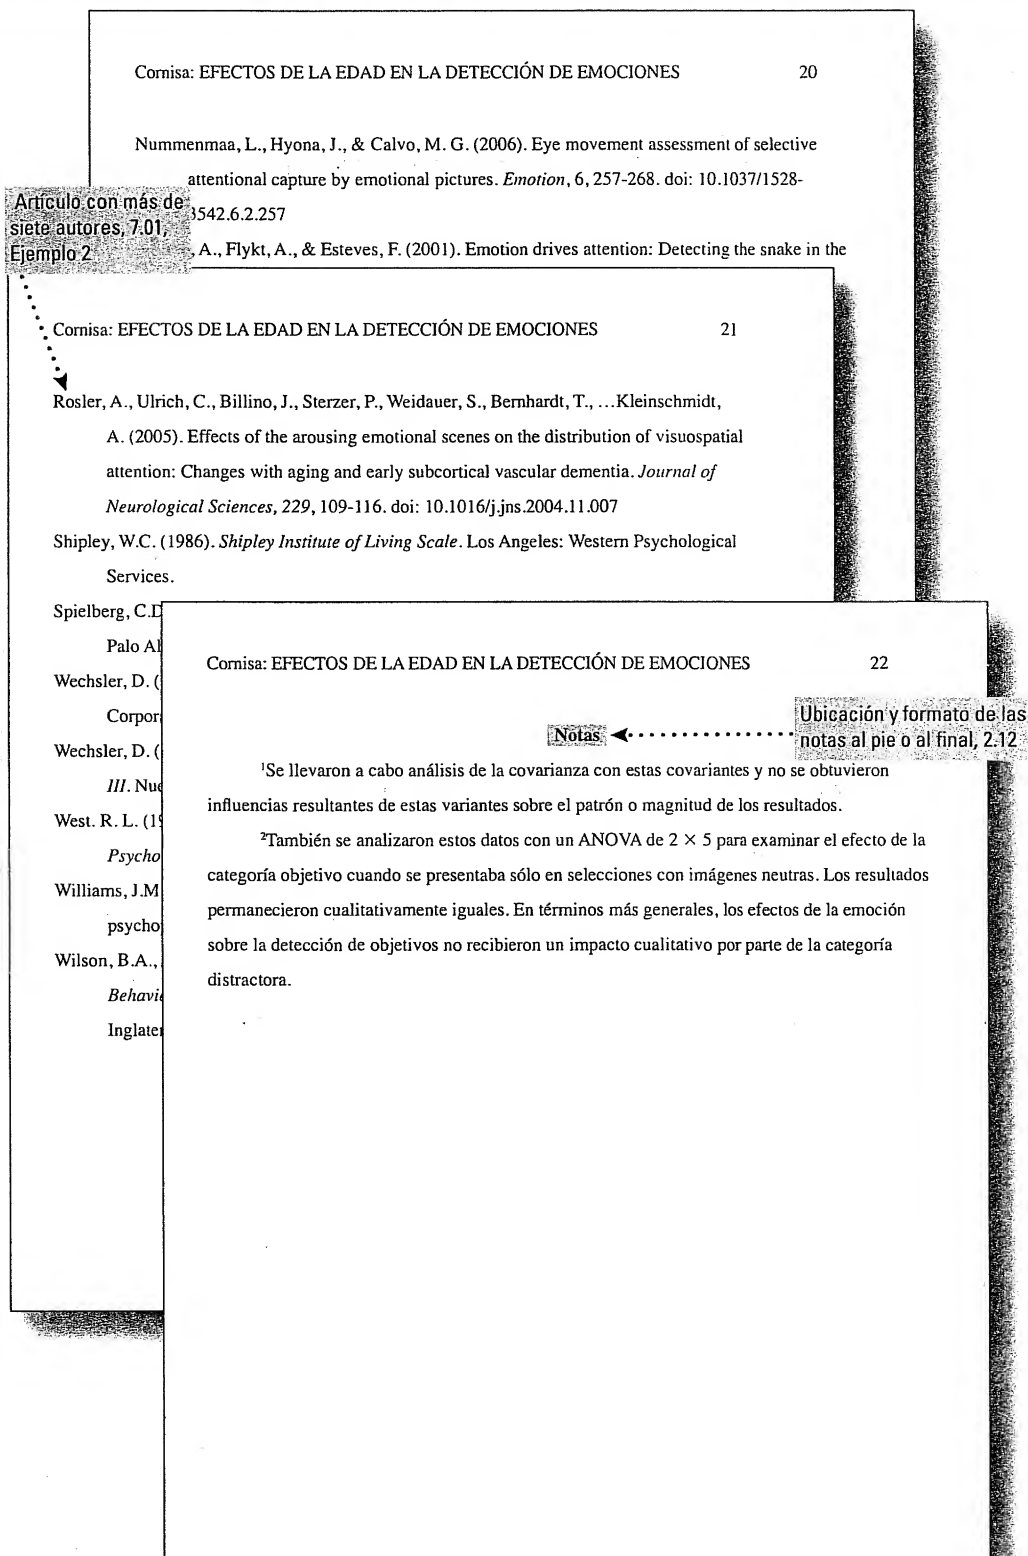 Cornisa: EFECTOS DE LA EDAD EN LA DETECCIÓN DE EMOCIONES 20
Nummenmaa, L., Hyona, J., & Calvo, M. G. (2006). Eye movement assessment of selective
attentional capture by emotional pictures. Emotion, 6, 257-268. doi: 10.1037/1528-
3542.6.2.257
, A., Flykt, A., & Esteves, F. (2001). Emotion drives attention: Detecting the snake in the
Artículo con más de
siete autores, 7.01,
Ejemplo 2
Cornisa: EFECTOS DE LA EDAD EN LA DETECCIÓN DE EMOCIONES 21
Rosler, A., Ulrich, C., Billino, J., Sterzer, P., Weidauer, S., Bernhardt, T., …Kleinschmidt,
A. (2005). Effects of the arousing emotional scenes on the distribution of visuospatial
attention: Changes with aging and early subcortical vascular dementia. Journal of
Neurological Sciences, 229, 109-116. doi: 10.1016/j.jns.2004.11.007
Shipley, W.C. (1986). Shipley Institute of Living Scale. Los Angeles: Western Psychological
Services.
Spielberg, C.D
Palo Al
Wechsler, D. (
Corpor
Wechsler, D. (
III. Nue
West. R. L. (19
Psycho
Williams, J.M
psycho
Wilson, B.A.,
Behavi
Inglate
Cornisa: EFECTOS DE LA EDAD EN LA DETECCIÓN DE EMOCIONES 22
Notas
Ubicación y formato de las
notas al pie o al final, 2.12
¹Se llevaron a cabo análisis de la covarianza con estas covariantes y no se obtuvieron
influencias resultantes de estas variantes sobre el patrón o magnitud de los resultados.
²También se analizaron estos datos con un ANOVA de 2 × 5 para examinar el efecto de la
categoría objetivo cuando se presentaba sólo en selecciones con imágenes neutras. Los resultados
permanecieron cualitativamente iguales. En términos más generales, los efectos de la emoción
sobre la detección de objetivos no recibieron un impacto cualitativo por parte de la categoría
distractora.